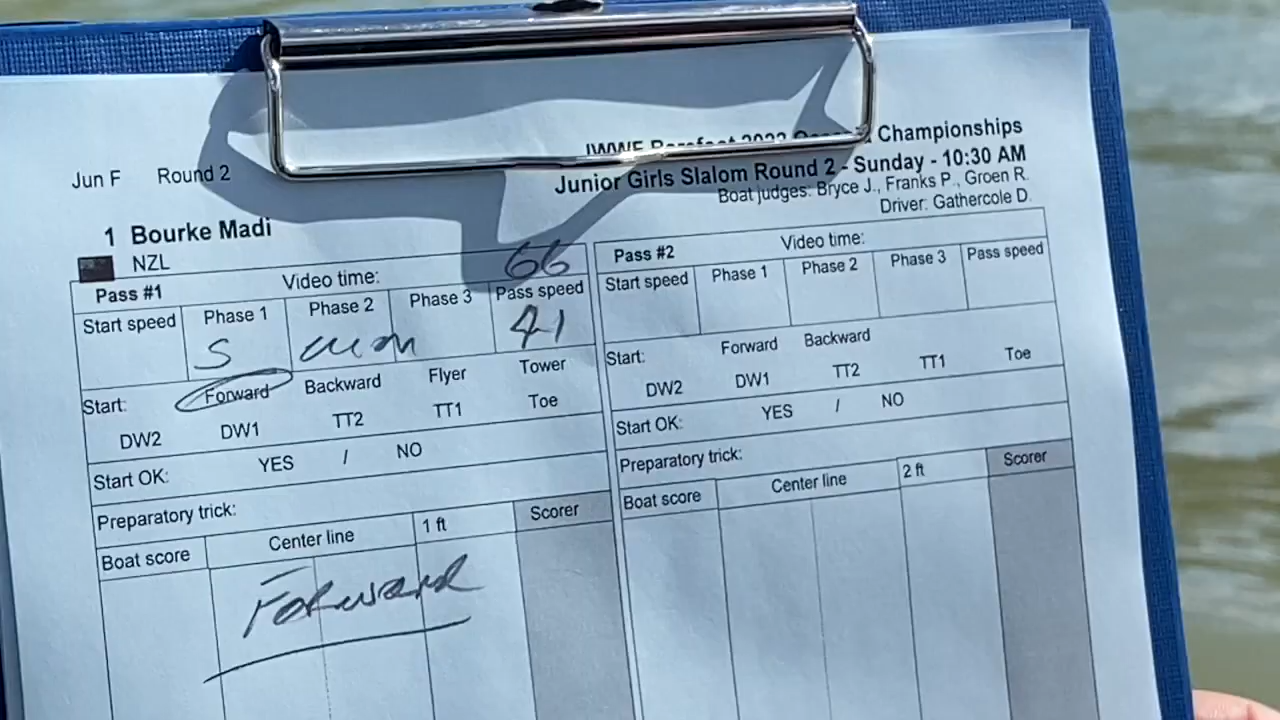 Championships
Jun F Round 2
Junior Girls Slalom Round 2 - Sunday - 10:30 AM
Boat judges: Bryce J., Franks P., Groen R.
Driver: Gathercole D.
1 Bourke Madi
NZL
Pass #1 Video time: 66
Start speed Phase 1 Phase 2 Phase 3 Pass speed
S 41
Start: Forward Backward Flyer Tower
DW2 DW1 TT2 TT1 Toe
Start OK: YES / NO
Preparatory trick:
Boat score Center line 1 ft Scorer
Forward
Pass #2 Video time:
Start speed Phase 1 Phase 2 Phase 3 Pass speed
Start: Forward Backward
DW2 DW1 TT2 TT1 Toe
Start OK: YES / NO
Preparatory trick:
Boat score Center line 2 ft Scorer